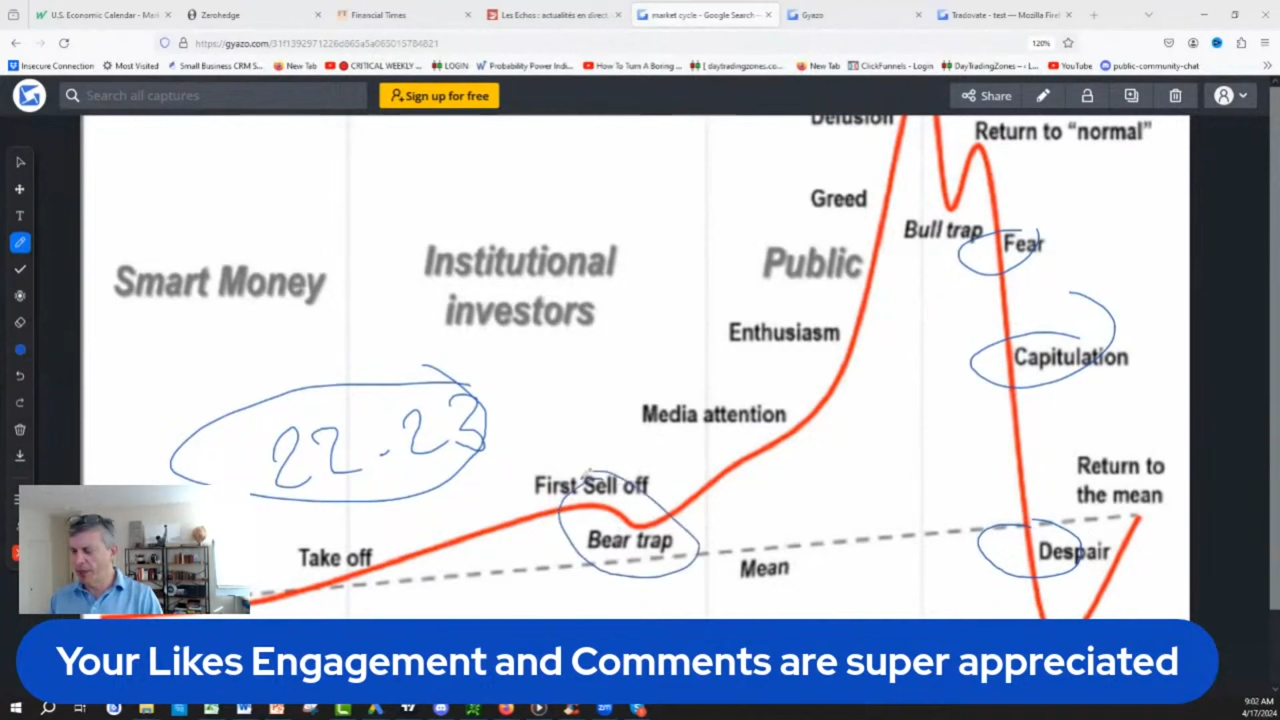 U.S. Economic Calendar - Ma
Zerohedge
Financial Times
Les Echos : actualités en direct
market cycle - Google Search —
Gyazo
Tradovate - test — Mozilla Fire
120%
Insecure Connection
Most Visited
Small Business CRM S...
New Tab
CRITICAL WEEKLY ...
LOGIN
Probability Power Indi...
How To Turn A Boring ...
[ daytradingzones.co...
New Tab
ClickFunnels - Login
DayTradingZones –
YouTube
public-community-chat
Search all captures
Sign up for free
Share
Delusion
Return to “normal”
Greed
Bull trap
Fear
Smart Money
Institutional
investors
Public
Enthusiasm
Capitulation
22.23
Media attention
First Sell off
Return to
the mean
Bear trap
Take off
Mean
Despair
Your Likes Engagement and Comments are super appreciated
9:02 AM
4/17/2024